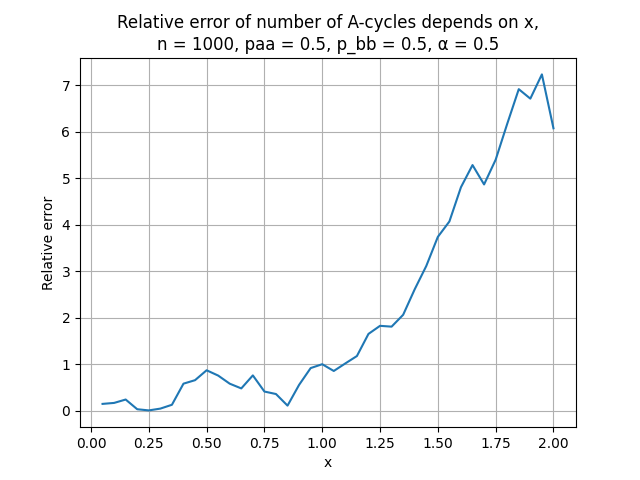 Relative error of number of A-cycles depends on x,
n = 1000, paa = 0.5, p_bb = 0.5, α = 0.5
7
6
5
4
3
2
1
0
Relative error
0.00 0.25 0.50 0.75 1.00 1.25 1.50 1.75 2.00
x